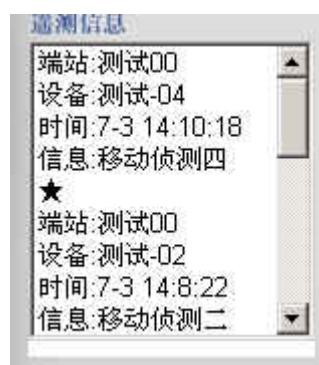 遥测信息
端站:测试00
设备:测试-04
时间:7-3 14:10:18
信息:移动侦测四
★
端站:测试00
设备:测试-02
时间:7-3 14:8:22
信息:移动侦测二